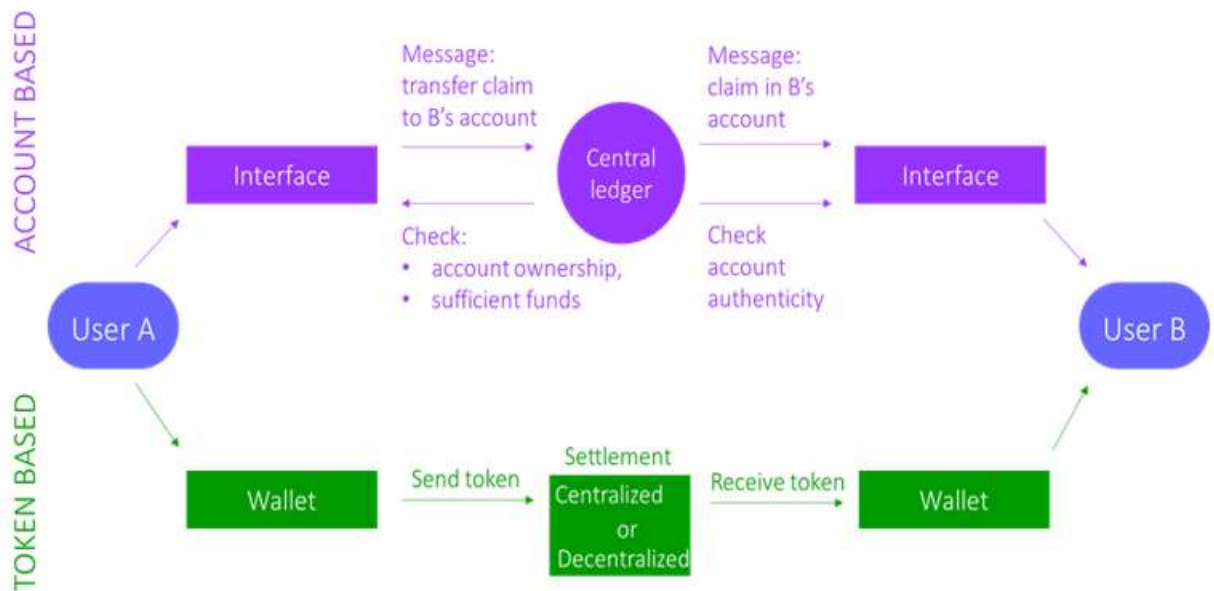 ACCOUNT BASED
Message:
transfer claim
to B's account
Message:
claim in B's
account
Interface
Central
ledger
Interface
Check:
• account ownership,
• sufficient funds
Check
account
authenticity
User A
User B
TOKEN BASED
Wallet
Send token
Settlement
Centralized
or
Decentralized
Receive token
Wallet